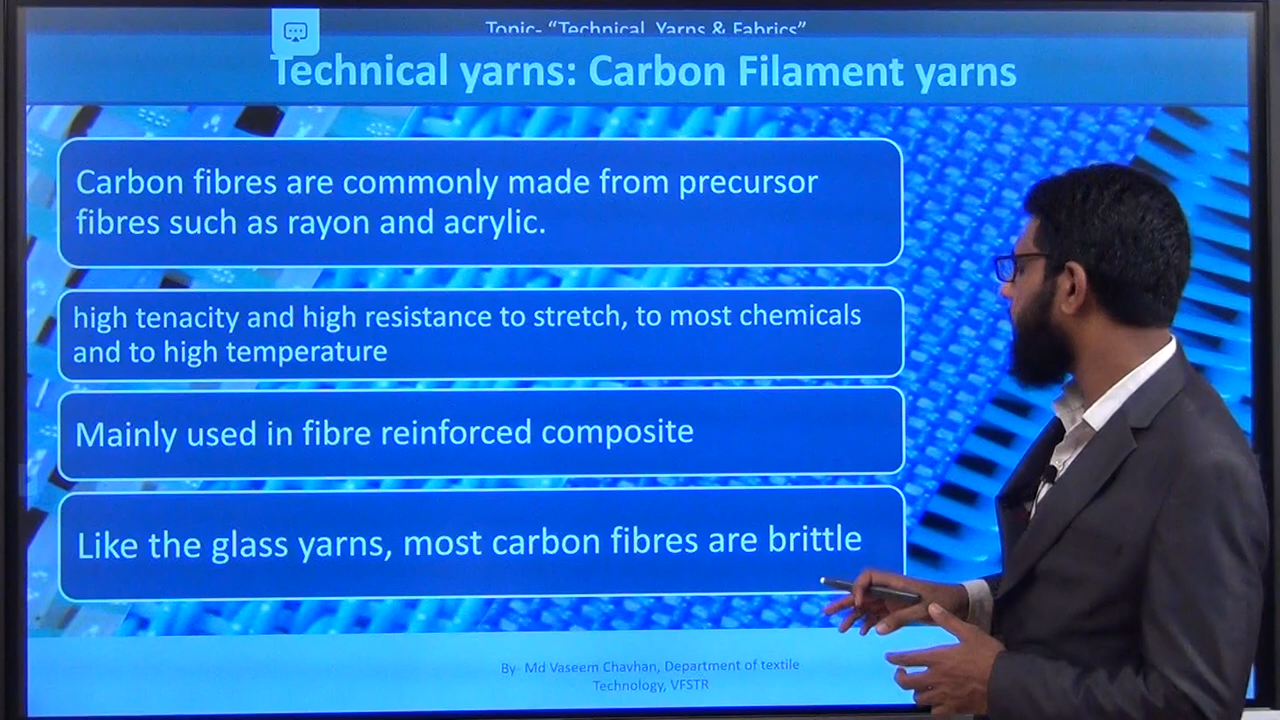 Topic- “Technical Yarns & Fabrics”
Technical yarns: Carbon Filament yarns
Carbon fibres are commonly made from precursor
fibres such as rayon and acrylic.
high tenacity and high resistance to stretch, to most chemicals
and to high temperature
Mainly used in fibre reinforced composite
Like the glass yarns, most carbon fibres are brittle
By- Md Vaseem Chavhan, Department of textile
Technology, VFSTR